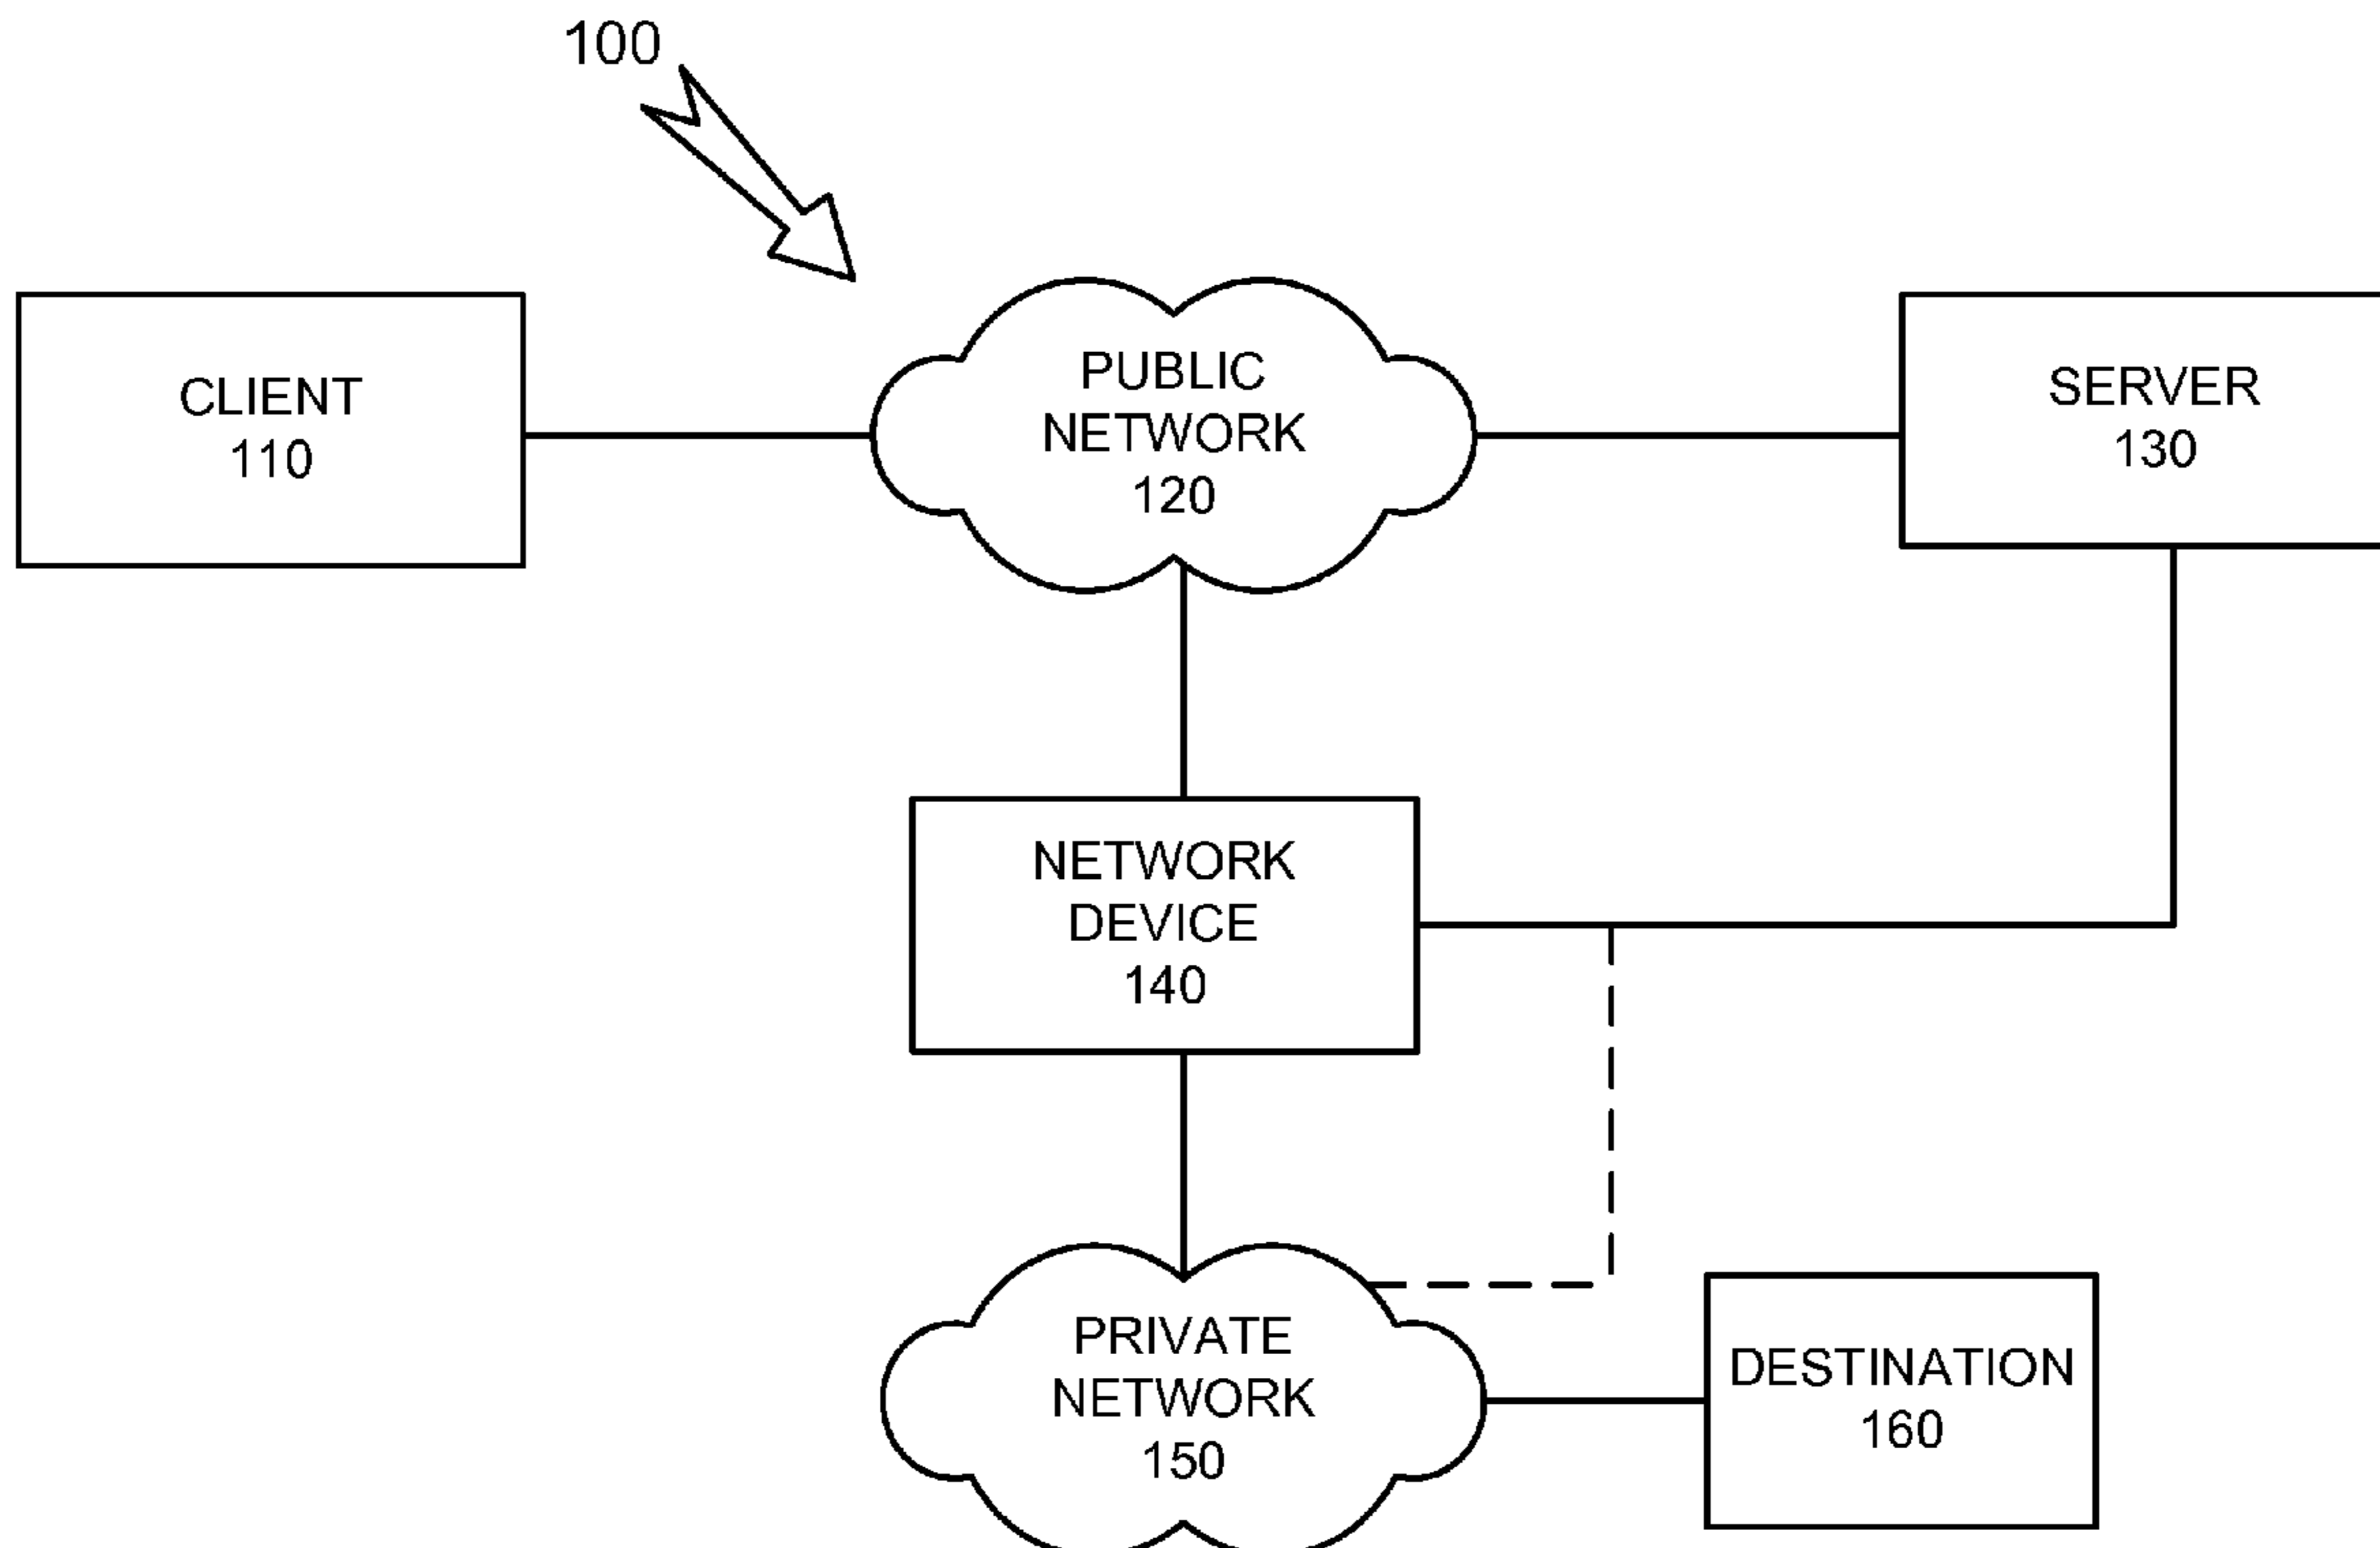 100
CLIENT
110
PUBLIC
NETWORK
120
SERVER
130
NETWORK
DEVICE
140
PRIVATE
NETWORK
150
DESTINATION
160